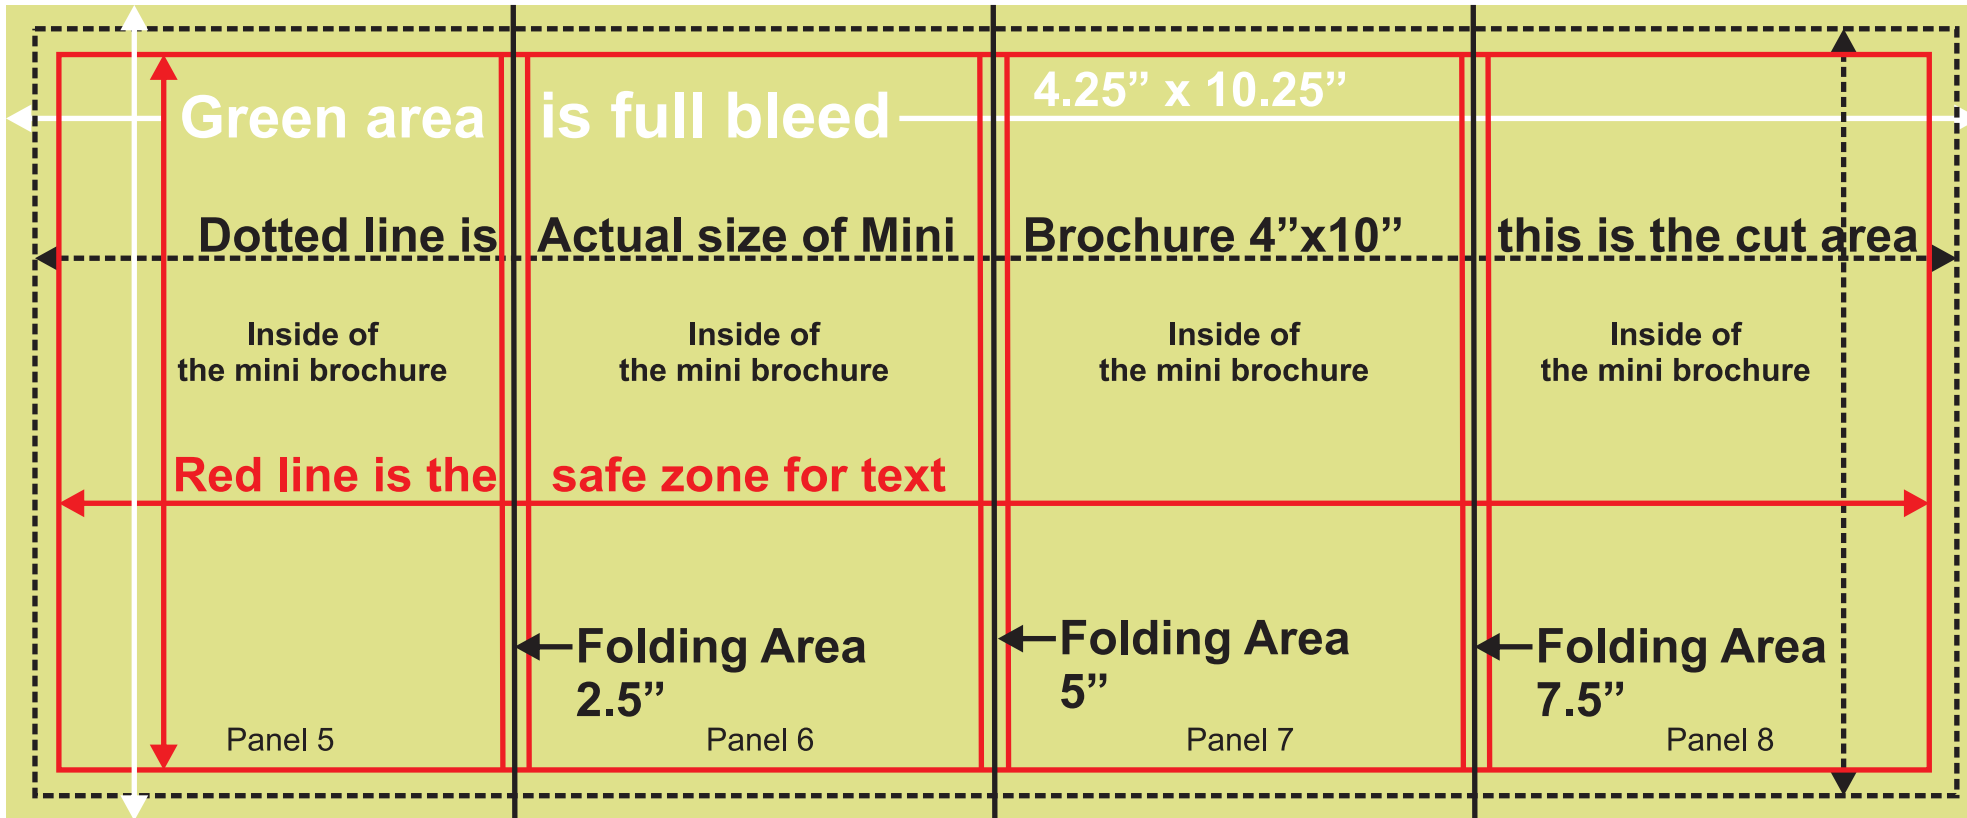 Green area is full bleed 4.25” x 10.25”
Dotted line is Actual size of Mini Brochure 4”x10” this is the cut area
Inside of Inside of Inside of Inside of
the mini brochure the mini brochure the mini brochure the mini brochure
Red line is the safe zone for text
Folding Area Folding Area Folding Area
2.5” 5” 7.5”
Panel 5 Panel 6 Panel 7 Panel 8